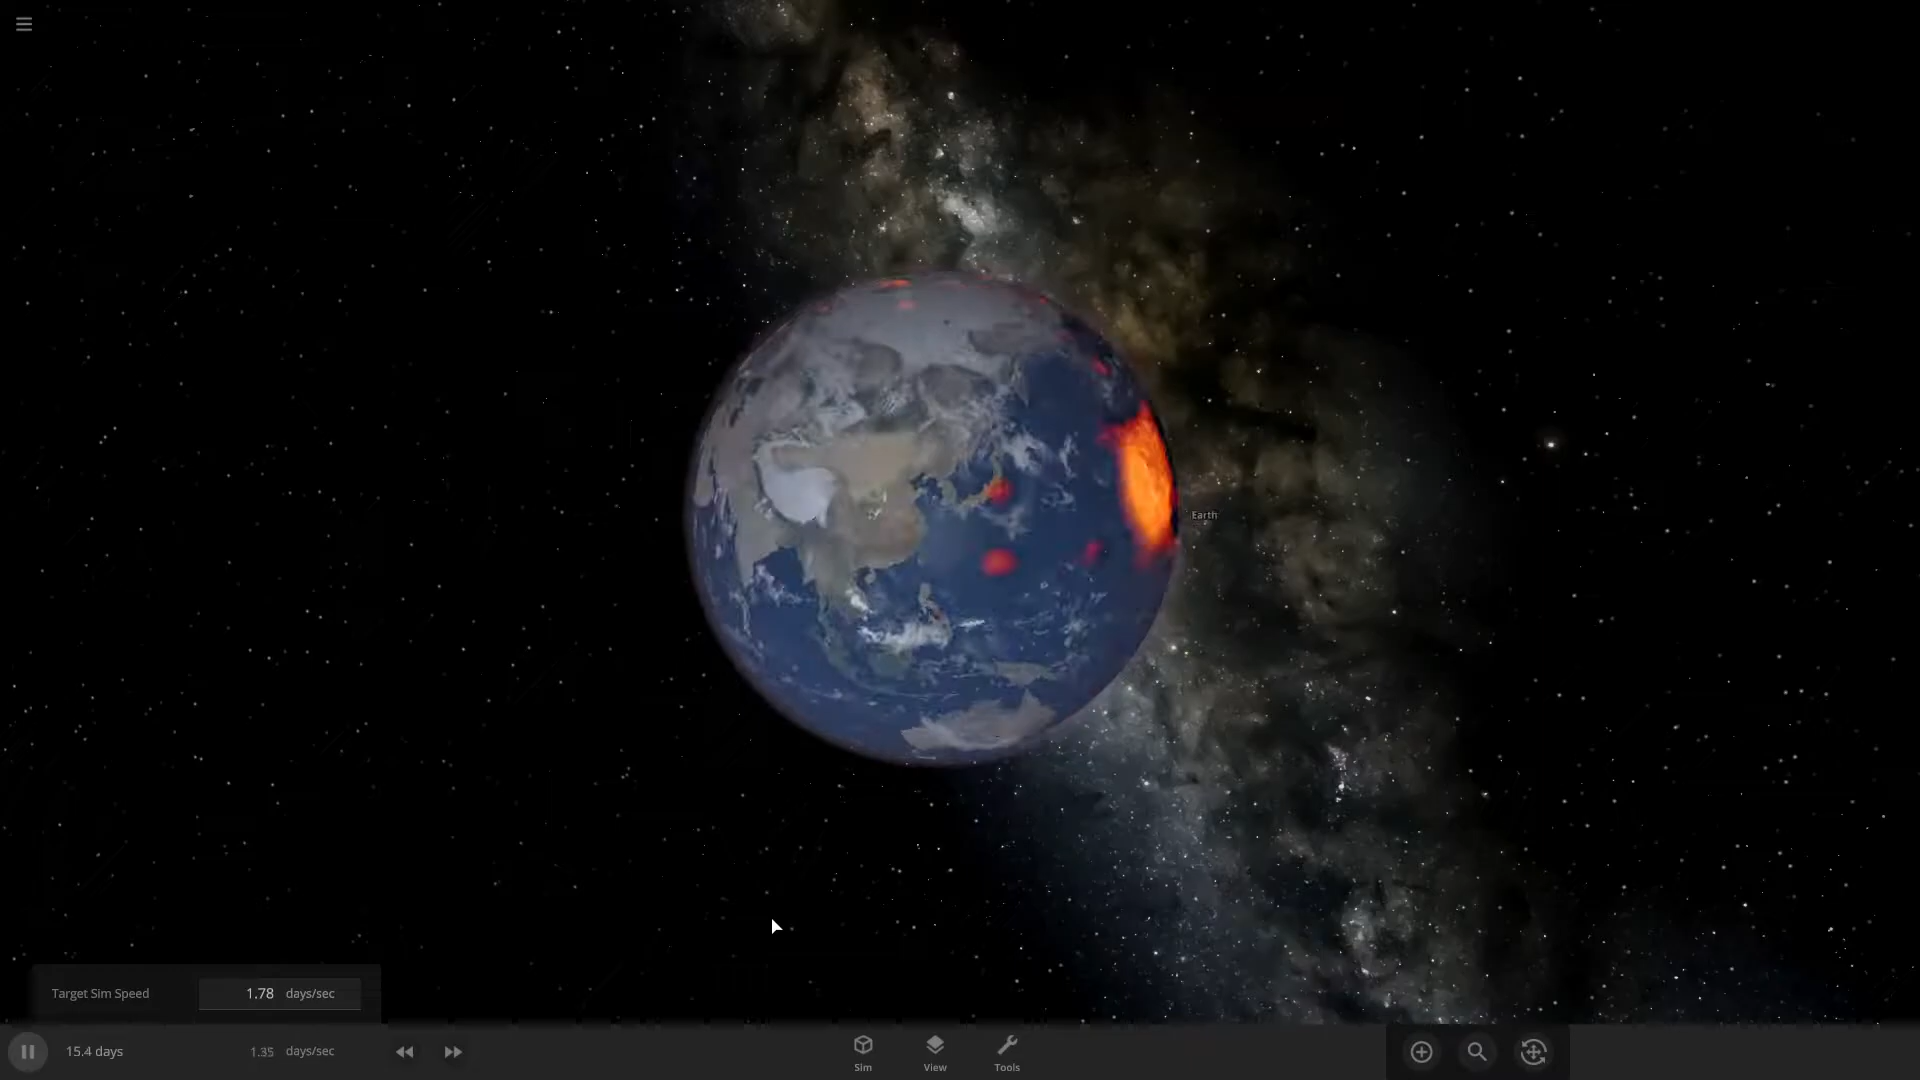 Earth
Target Sim Speed 1.78 days/sec
15.4 days 1.35 days/sec
Sim View Tools